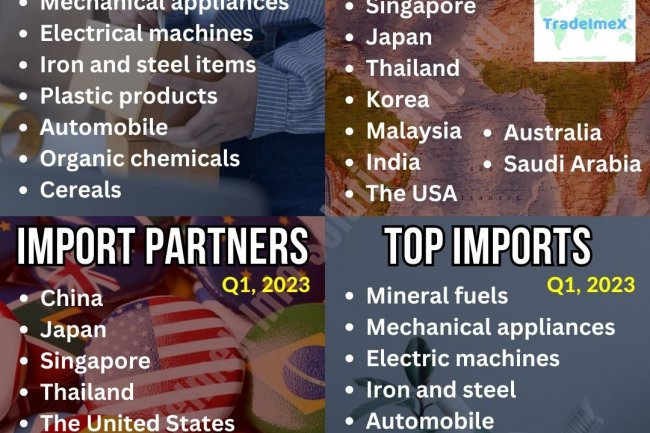 Mechanical appliances
Electrical machines
Iron and steel items
Plastic products
Automobile
Organic chemicals
Cereals
Singapore
Japan
Thailand
Korea
Malaysia
India
The USA
Australia
Saudi Arabia
TradeImeX®
IMPORT PARTNERS
Q1, 2023
China
Japan
Singapore
Thailand
The United States
TOP IMPORTS
Q1, 2023
Mineral fuels
Mechanical appliances
Electric machines
Iron and steel
Automobile